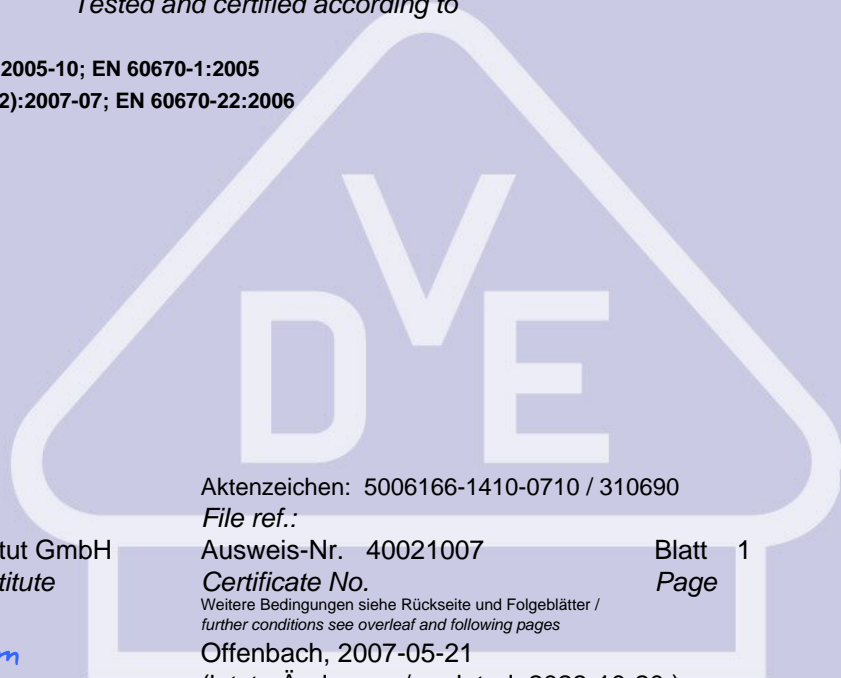 Tested and certified according to
2005-10; EN 60670-1:2005
2):2007-07; EN 60670-22:2006
DVE
Aktenzeichen: 5006166-1410-0710 / 310690
File ref.:
tut GmbH Ausweis-Nr. 40021007 Blatt 1
titute Certificate No. Page
Weitere Bedingungen siehe Rückseite und Folgeblätter /
further conditions see overleaf and following pages
Offenbach, 2007-05-21